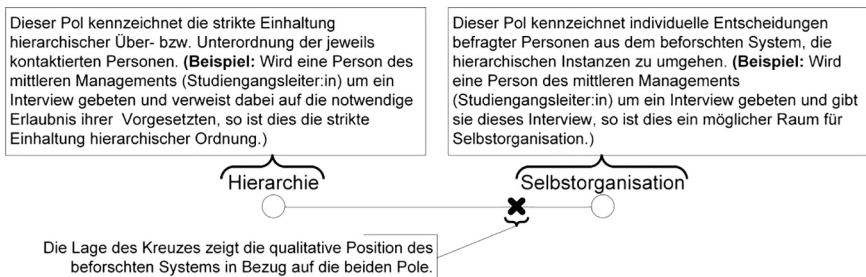 Dieser Pol kennzeichnet die strikte Einhaltung
hierarchischer Über- bzw. Unterordnung der jeweils
kontaktierten Personen. (Beispiel: Wird eine Person des
mittleren Managements (Studiengangsleiter:in) um ein
Interview gebeten und verweist dabei auf die notwendige
Erlaubnis ihrer Vorgesetzten, so ist dies die strikte
Einhaltung hierarchischer Ordnung.)
Dieser Pol kennzeichnet individuelle Entscheidungen
befragter Personen aus dem beforschten System, die
hierarchischen Instanzen zu umgehen. (Beispiel: Wird
eine Person des mittleren Managements
(Studiengangsleiter:in) um ein Interview gebeten und gibt
sie dieses Interview, so ist dies ein möglicher Raum für
Selbstorganisation.)
Hierarchie
Selbstorganisation
Die Lage des Kreuzes zeigt die qualitative Position des
beforschten Systems in Bezug auf die beiden Pole.